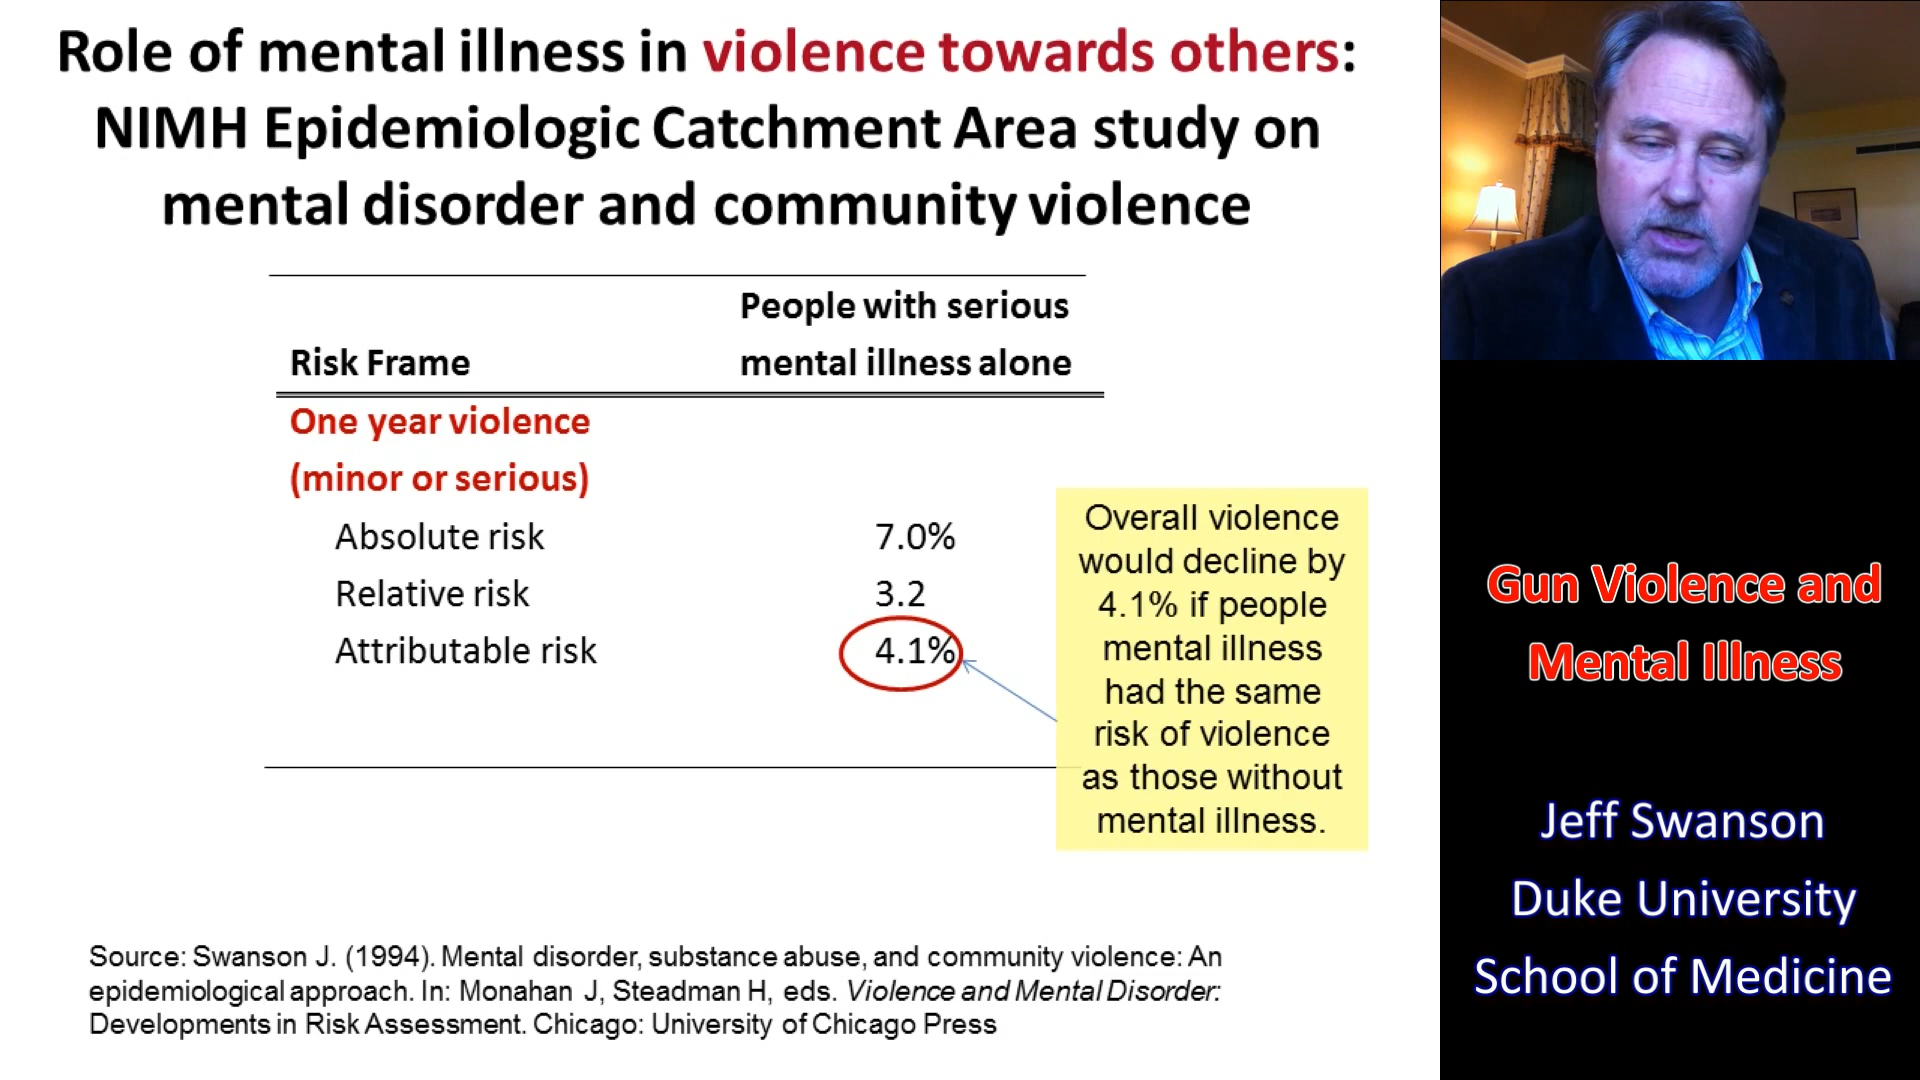 Role of mental illness in violence towards others:
NIMH Epidemiologic Catchment Area study on
mental disorder and community violence
People with serious
Risk Frame mental illness alone
One year violence
(minor or serious)
Absolute risk 7.0%
Relative risk 3.2
Attributable risk 4.1%
Overall violence
would decline by
4.1% if people
mental illness
had the same
risk of violence
as those without
mental illness.
Source: Swanson J. (1994). Mental disorder, substance abuse, and community violence: An
epidemiological approach. In: Monahan J, Steadman H, eds. Violence and Mental Disorder:
Developments in Risk Assessment. Chicago: University of Chicago Press
Gun Violence and
Mental Illness
Jeff Swanson
Duke University
School of Medicine